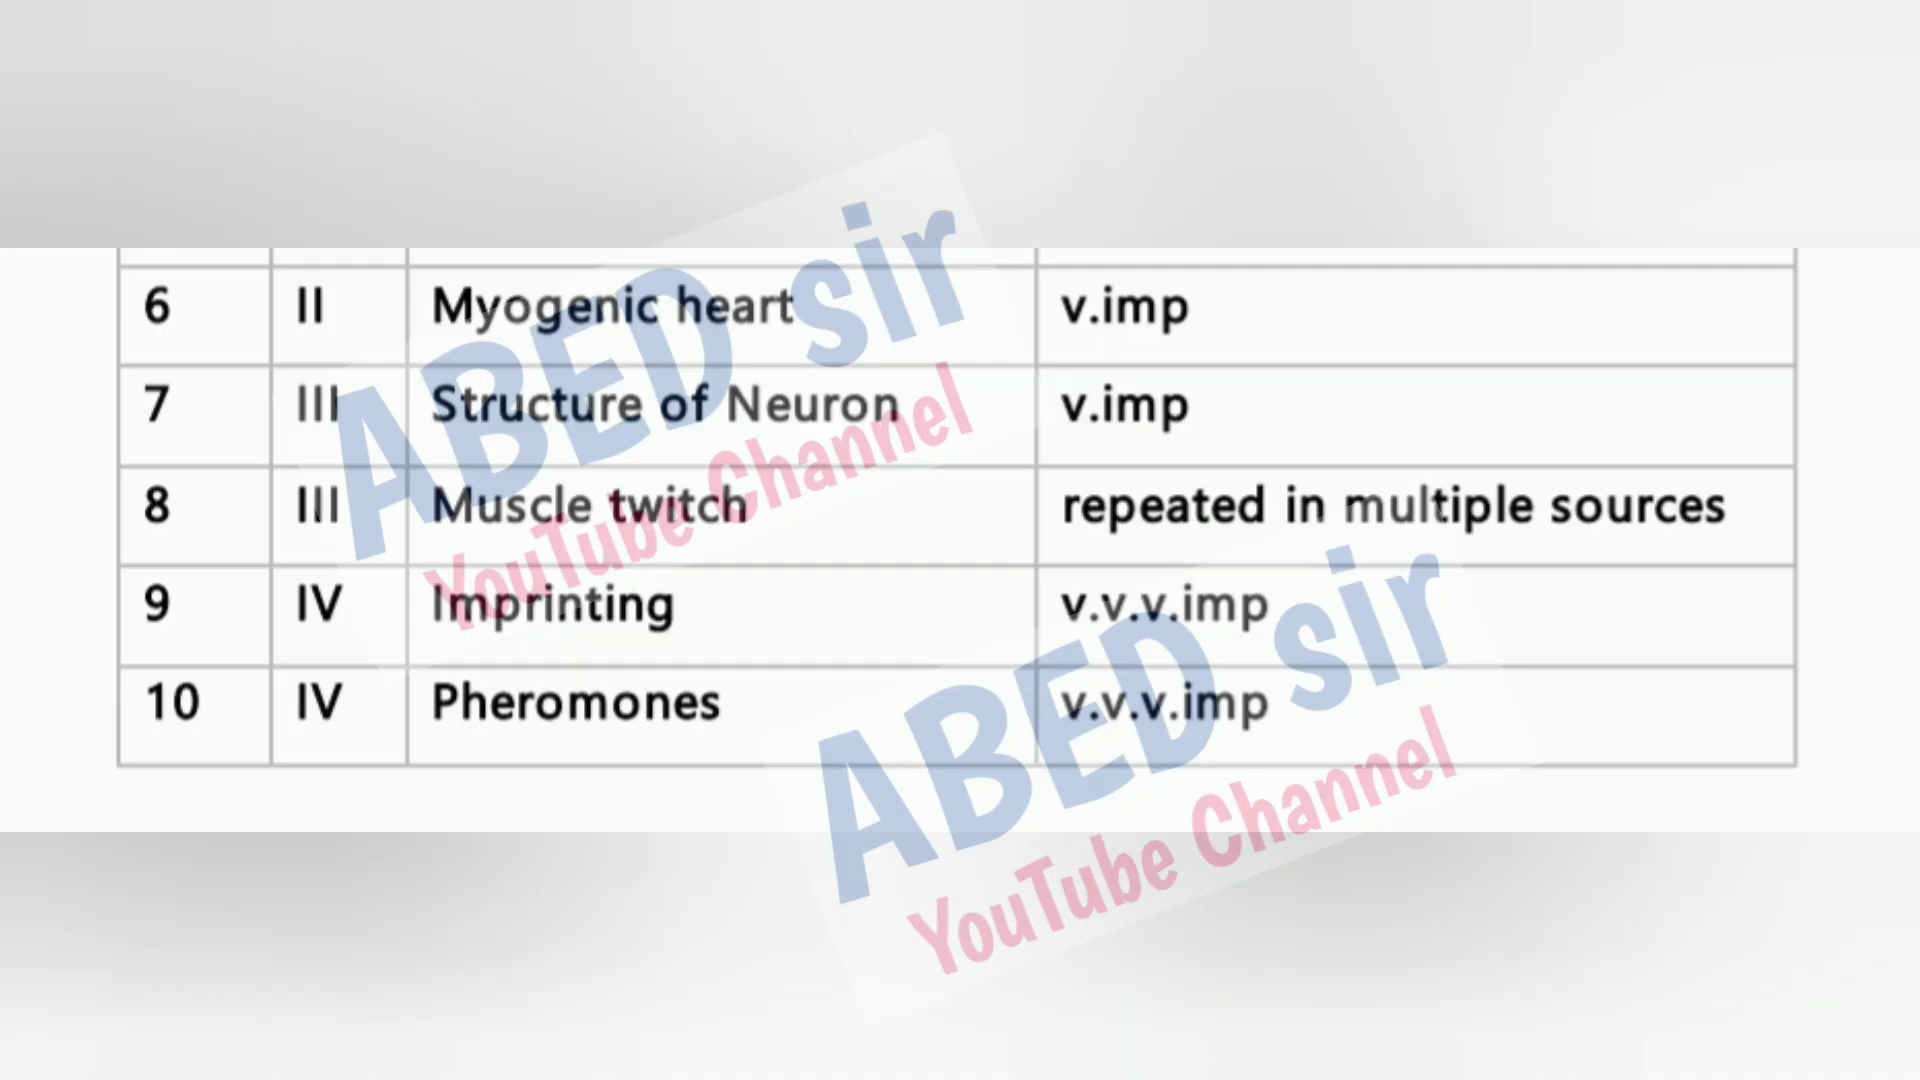 6 II Myogenic heart v.imp
7 III Structure of Neuron v.imp
8 III Muscle twitch repeated in multiple sources
9 IV Imprinting v.v.v.imp
10 IV Pheromones v.v.v.imp
ABED sir
YouTube Channel
ABED sir
YouTube Channel